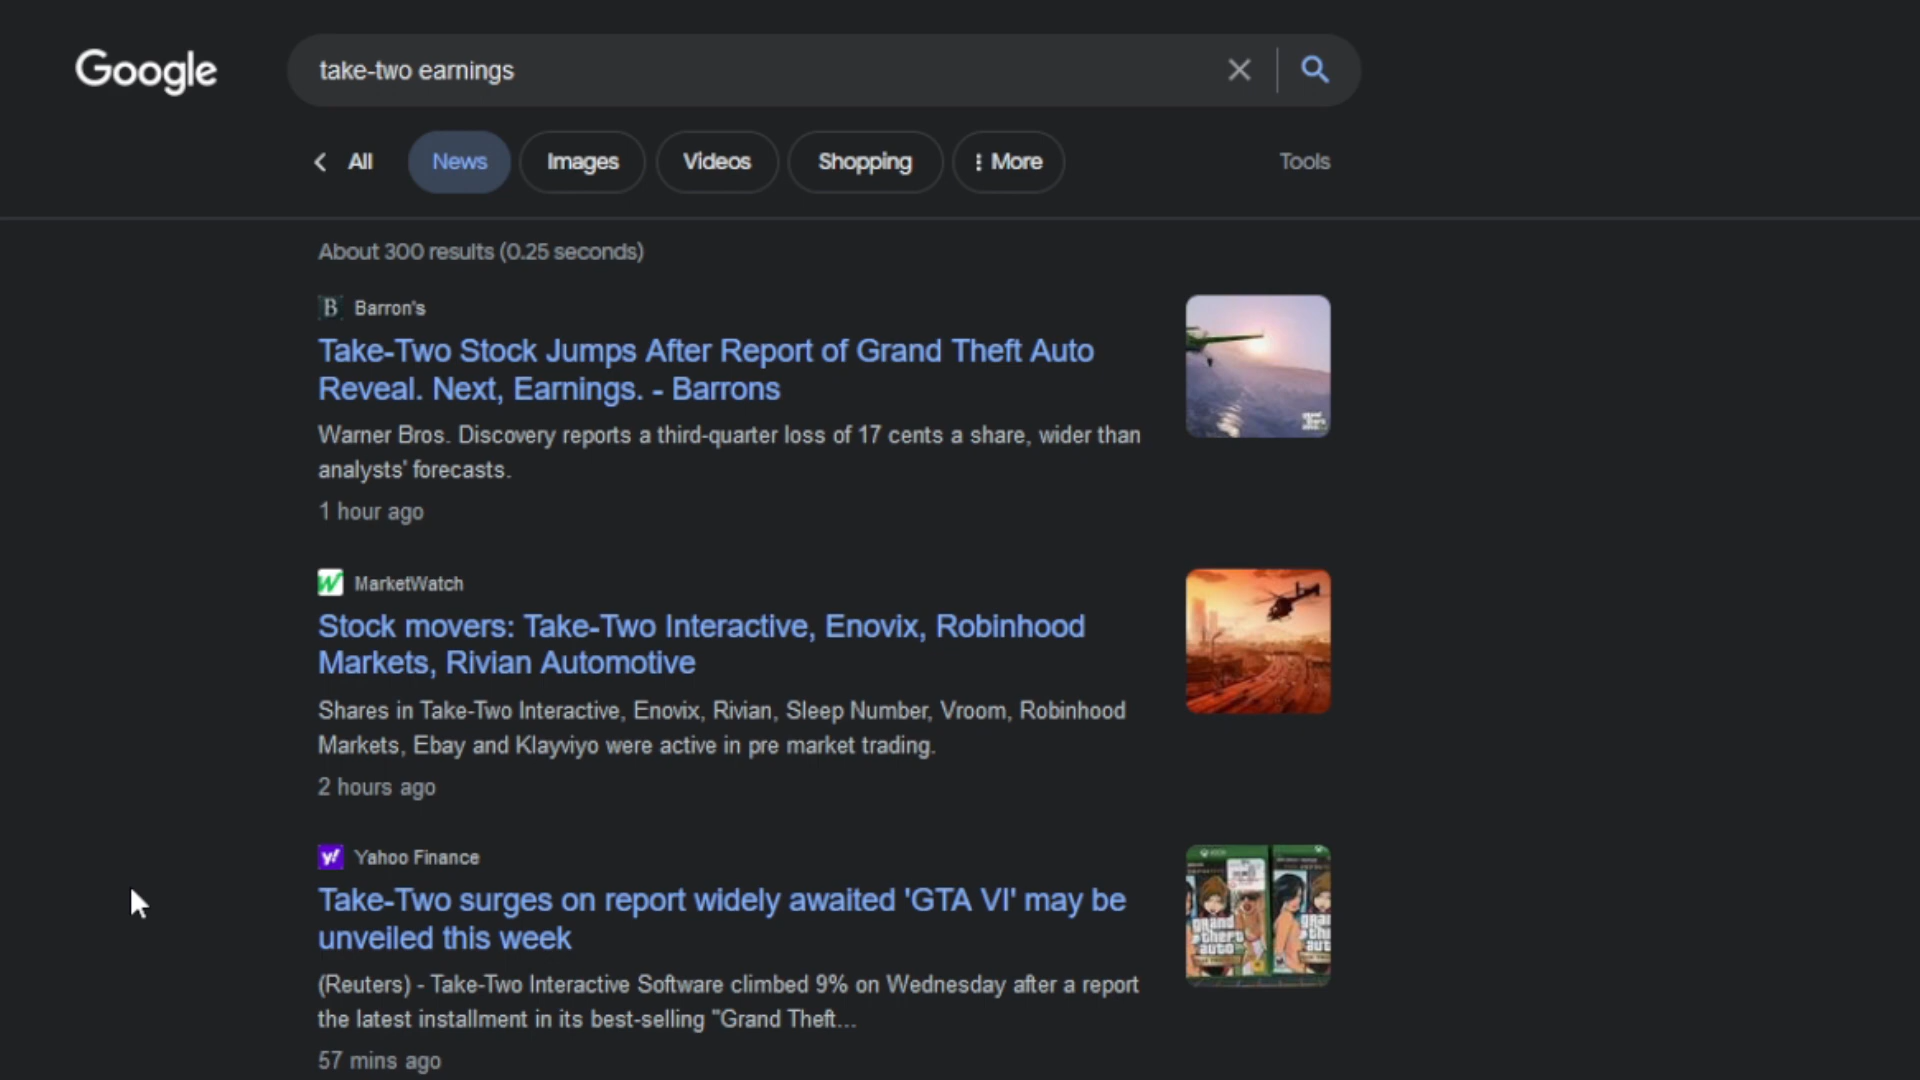 Google
take-two earnings
All
News
Images
Videos
Shopping
More
Tools
About 300 results (0.25 seconds)
B Barron's
Take-Two Stock Jumps After Report of Grand Theft Auto
Reveal. Next, Earnings. - Barrons
Warner Bros. Discovery reports a third-quarter loss of 17 cents a share, wider than
analysts' forecasts.
1 hour ago
MarketWatch
Stock movers: Take-Two Interactive, Enovix, Robinhood
Markets, Rivian Automotive
Shares in Take-Two Interactive, Enovix, Rivian, Sleep Number, Vroom, Robinhood
Markets, Ebay and Klayviyo were active in pre market trading.
2 hours ago
y! Yahoo Finance
Take-Two surges on report widely awaited 'GTA VI' may be
unveiled this week
(Reuters) - Take-Two Interactive Software climbed 9% on Wednesday after a report
the latest installment in its best-selling "Grand Theft...
grand
theft
auto
57 mins ago